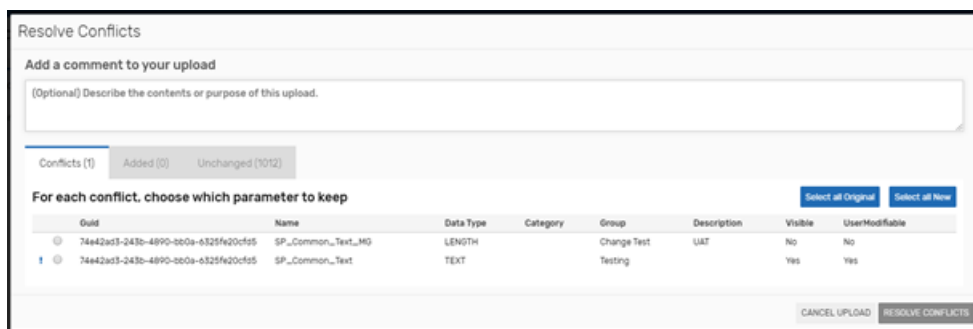 Resolve Conflicts
Add a comment to your upload
(Optional) Describe the contents or purpose of this upload.
Conflicts (1) Added (0) Unchanged (1012)
For each conflict, choose which parameter to keep Select all Original Select all New
Guid Name Data Type Category Group Description Visible UserModifiable
74e42ad3-243b-4890-bb0a-6325fe20cfd5 SP_Common_Text_MG LENGTH Change Test UAT No No
! 74e42ad3-243b-4890-bb0a-6325fe20cfd5 SP_Common_Text TEXT Testing Yes Yes
CANCEL UPLOAD RESOLVE CONFLICTS